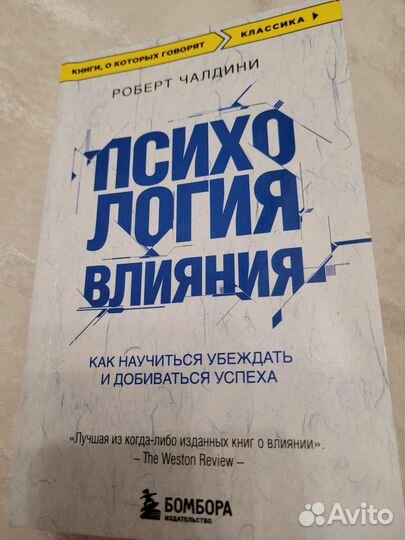 КНИГИ, О КОТОРЫХ ГОВОРЯТ
КЛАССИКА
РОБЕРТ ЧАЛДИНИ
ПСИХО
ЛОГИЯ
ВЛИЯНИЯ
КАК НАУЧИТЬСЯ УБЕЖДАТЬ
И ДОБИВАТЬСЯ УСПЕХА
«Лучшая из когда-либо изданных книг о влиянии».
– The Weston Review –
БОМБОРА
ИЗДАТЕЛЬСТВО
Avito